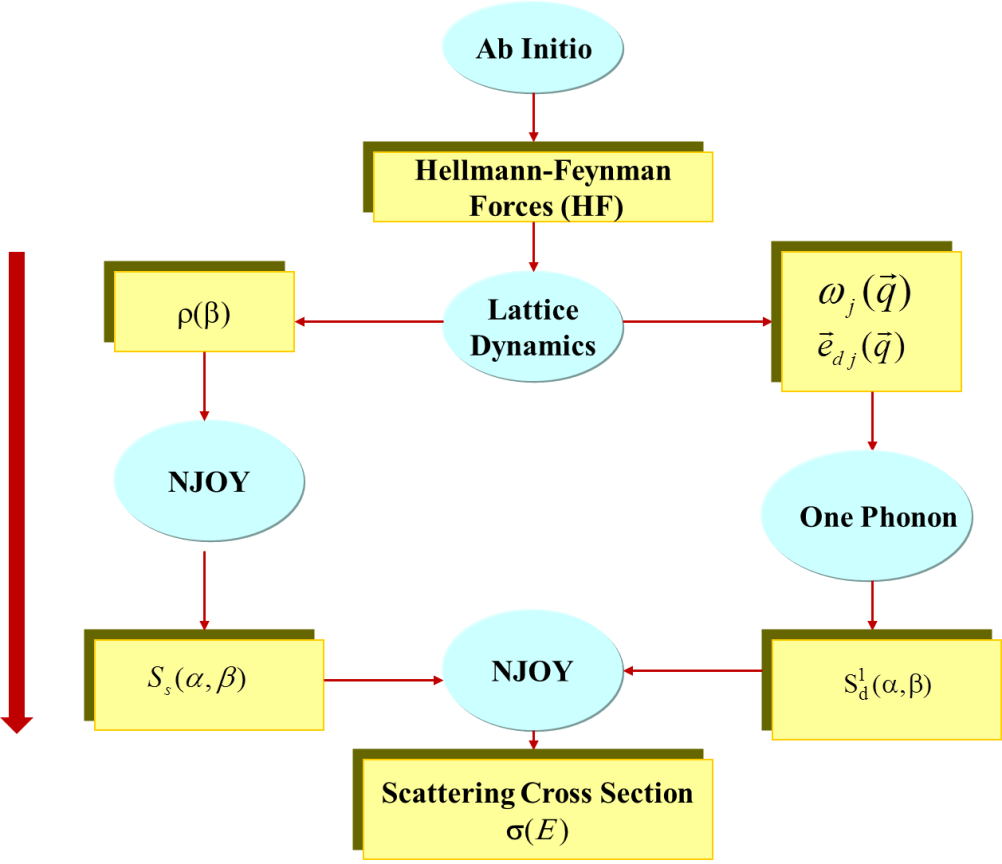 Ab Initio
Hellmann-Feynman
Forces (HF)
ρ(β)
Lattice
Dynamics
ω_j(q⃗)
e⃗_{dj}(q⃗)
NJOY
One Phonon
S_s(α, β)
NJOY
S_d^1(α,β)
Scattering Cross Section
σ(E)